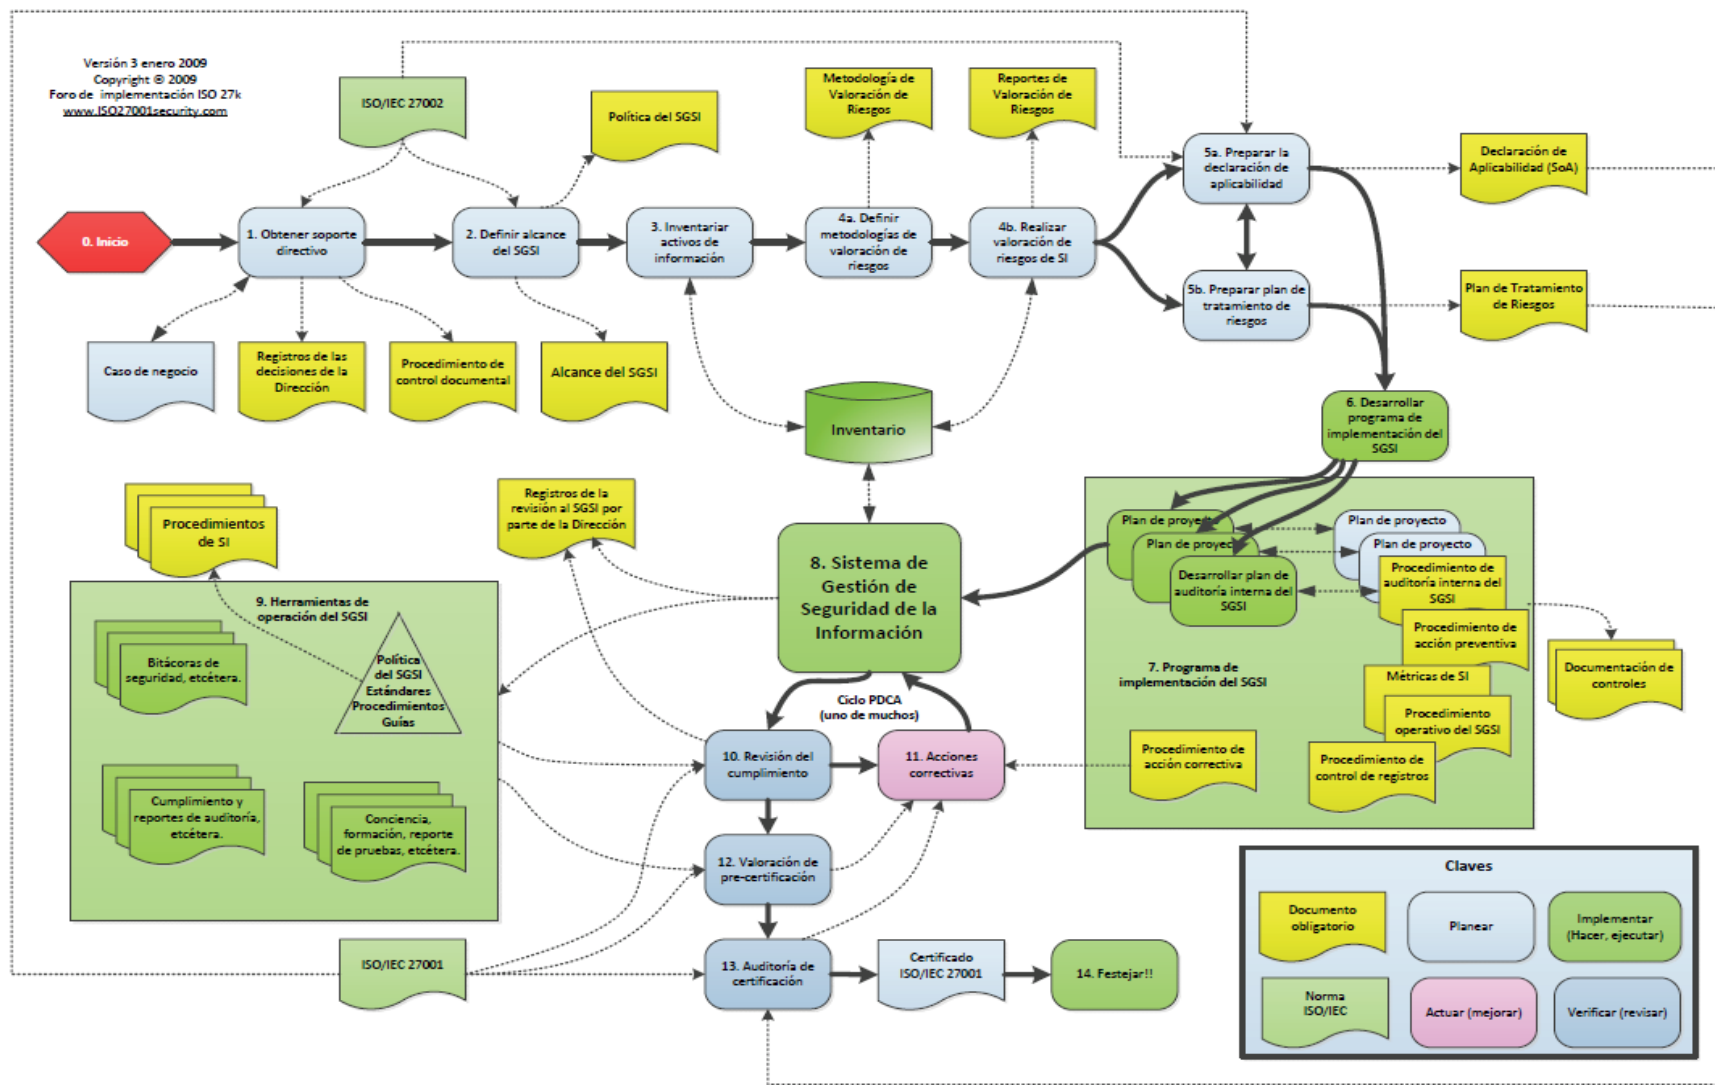 Versión 3 enero 2009
Copyright © 2009
Foro de implementación ISO 27k
www.ISO27001security.com
ISO/IEC 27002
Política del SGSI
Metodología de
Valoración de
Riesgos
Reportes de
Valoración de
Riesgos
0. Inicio
1. Obtener soporte
directivo
2. Definir alcance
del SGSI
3. Inventariar
activos de
información
4a. Definir
metodologías de
valoración de
riesgos
4b. Realizar
valoración de
riesgos de SI
5a. Preparar la
declaración de
aplicabilidad
Declaración de
Aplicabilidad (SoA)
5b. Preparar plan de
tratamiento de
riesgos
Plan de Tratamiento
de Riesgos
Caso de negocio
Registros de las
decisiones de la
Dirección
Procedimiento de
control documental
Alcance del SGSI
Inventario
6. Desarrollar
programa de
implementación del
SGSI
Procedimientos
de SI
Registros de la
revisión al SGSI por
parte de la Dirección
8. Sistema de
Gestión de
Seguridad de la
Información
Plan de proyecto
Plan de proyecto
Desarrollar plan de
auditoría interna del
SGSI
Plan de proyecto
Plan de proyecto
Procedimiento de
auditoría interna del
SGSI
Procedimiento de
acción preventiva
Documentación de
controles
7. Programa de
implementación del SGSI
Métricas de SI
Procedimiento
operativo del SGSI
Procedimiento de
control de registros
Procedimiento de
acción correctiva
9. Herramientas de
operación del SGSI
Bitácoras de
seguridad, etcétera.
Política
del SGSI
Estándares
Procedimientos
Guías
Cumplimiento y
reportes de auditoría,
etcétera.
Conciencia,
formación, reporte
de pruebas, etcétera.
Ciclo PDCA
(uno de muchos)
10. Revisión del
cumplimiento
11. Acciones
correctivas
12. Valoración de
pre-certificación
ISO/IEC 27001
13. Auditoría de
certificación
Certificado
ISO/IEC 27001
14. Festejar!!
Claves
Documento
obligatorio
Planear
Implementar
(Hacer, ejecutar)
Norma
ISO/IEC
Actuar (mejorar)
Verificar (revisar)